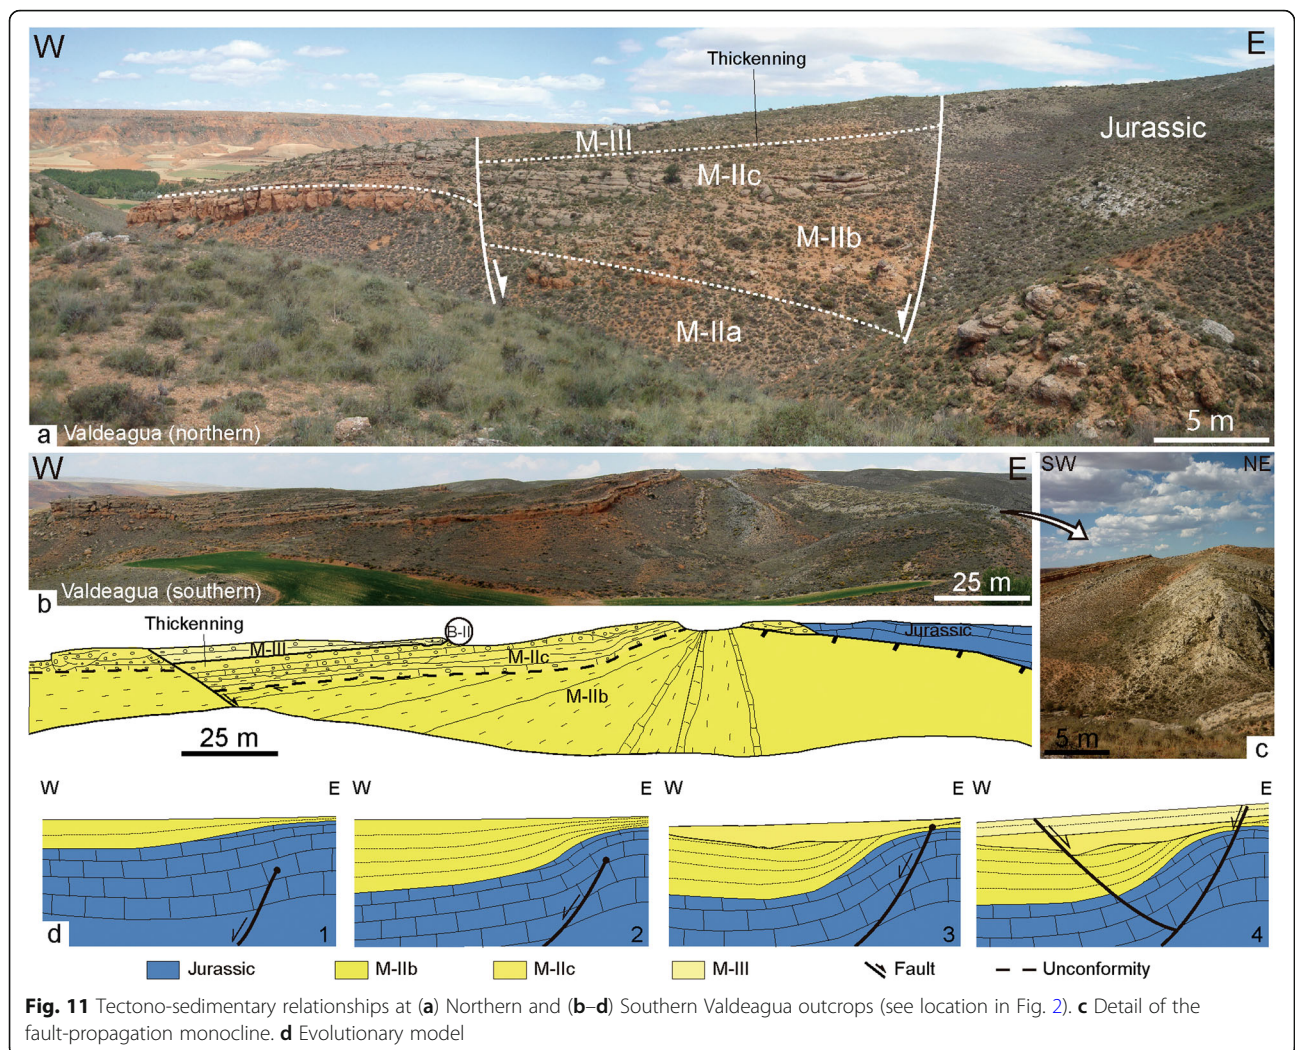 W
E
Thickenning
M-III
Jurassic
M-IIc
M-IIb
M-IIa
a Valdeagua (northern)
5 m
W
E
SW
NE
b Valdeagua (southern)
25 m
Thickenning
B-II
M-III
M-IIc
Jurassic
M-IIb
25 m
5 m
c
W
E
W
E
W
E
W
E
d
1
2
3
4
Jurassic
M-IIb
M-IIc
M-III
Fault
Unconformity
Fig. 11 Tectono-sedimentary relationships at (a) Northern and (b–d) Southern Valdeagua outcrops (see location in Fig. 2). c Detail of the
fault-propagation monocline. d Evolutionary model